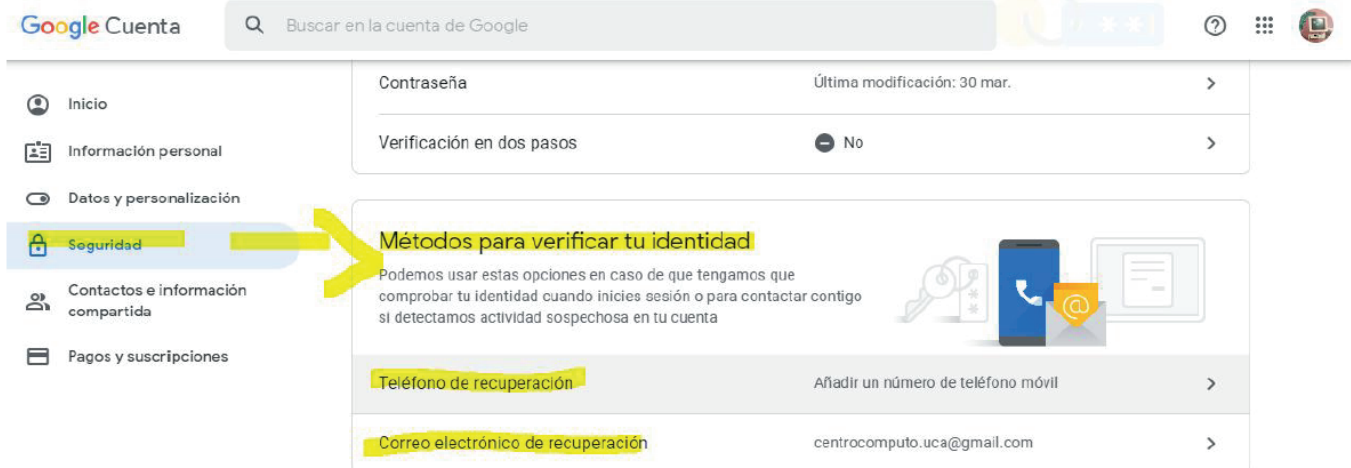 Google Cuenta
Buscar en la cuenta de Google
Inicio
Información personal
Datos y personalización
Seguridad
Contactos e información
compartida
Pagos y suscripciones
Contraseña Última modificación: 30 mar.
Verificación en dos pasos No
Métodos para verificar tu identidad
Podemos usar estas opciones en caso de que tengamos que
comprobar tu identidad cuando inicies sesión o para contactar contigo
si detectamos actividad sospechosa en tu cuenta
Teléfono de recuperación Añadir un número de teléfono móvil
Correo electrónico de recuperación centrocomputo.uca@gmail.com